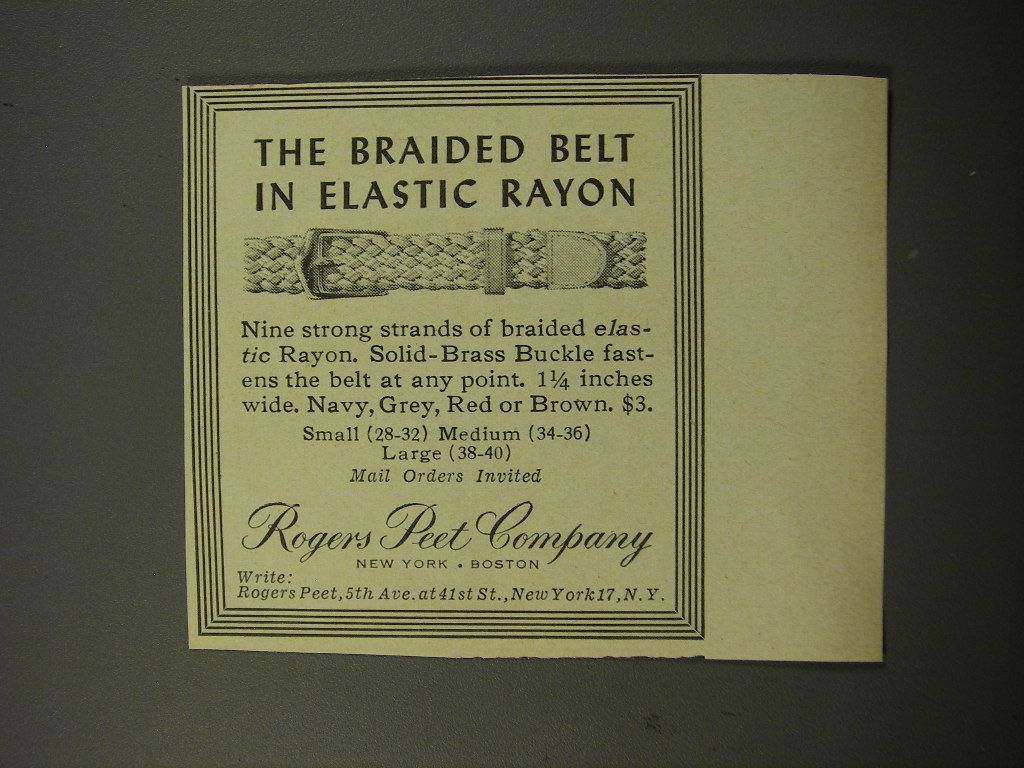 THE BRAIDED BELT
IN ELASTIC RAYON
Nine strong strands of braided elas-
tic Rayon. Solid-Brass Buckle fast-
ens the belt at any point. 1¼ inches
wide. Navy, Grey, Red or Brown. $3.
Small (28-32) Medium (34-36)
Large (38-40)
Mail Orders Invited
Rogers Peet Company
NEW YORK • BOSTON
Write:
Rogers Peet, 5th Ave. at 41st St., New York 17, N. Y.